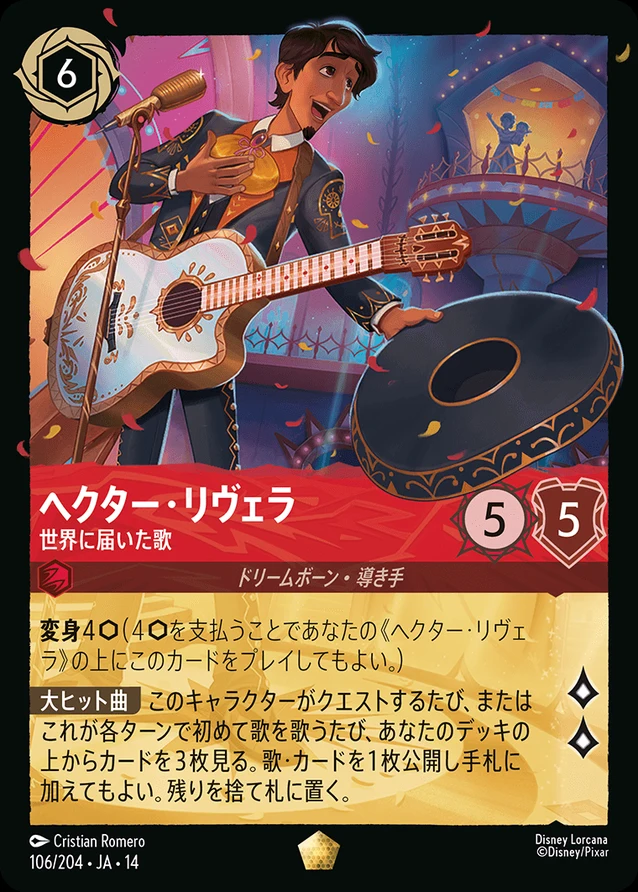 6
ヘクター・リヴェラ
世界に届いた歌
5
5
ドリームボーン・導き手
変身4⬡(4⬡を支払うことであなたの《ヘクター・リヴェ
ラ》の上にこのカードをプレイしてもよい。)
大ヒット曲 このキャラクターがクエストするたび、または
これが各ターンで初めて歌を歌うたび、あなたのデッキの
上からカードを3枚見る。歌・カードを1枚公開し手札に
加えてもよい。残りを捨て札に置く。
Cristian Romero
106/204・JA・14
Disney Lorcana
©Disney/Pixar